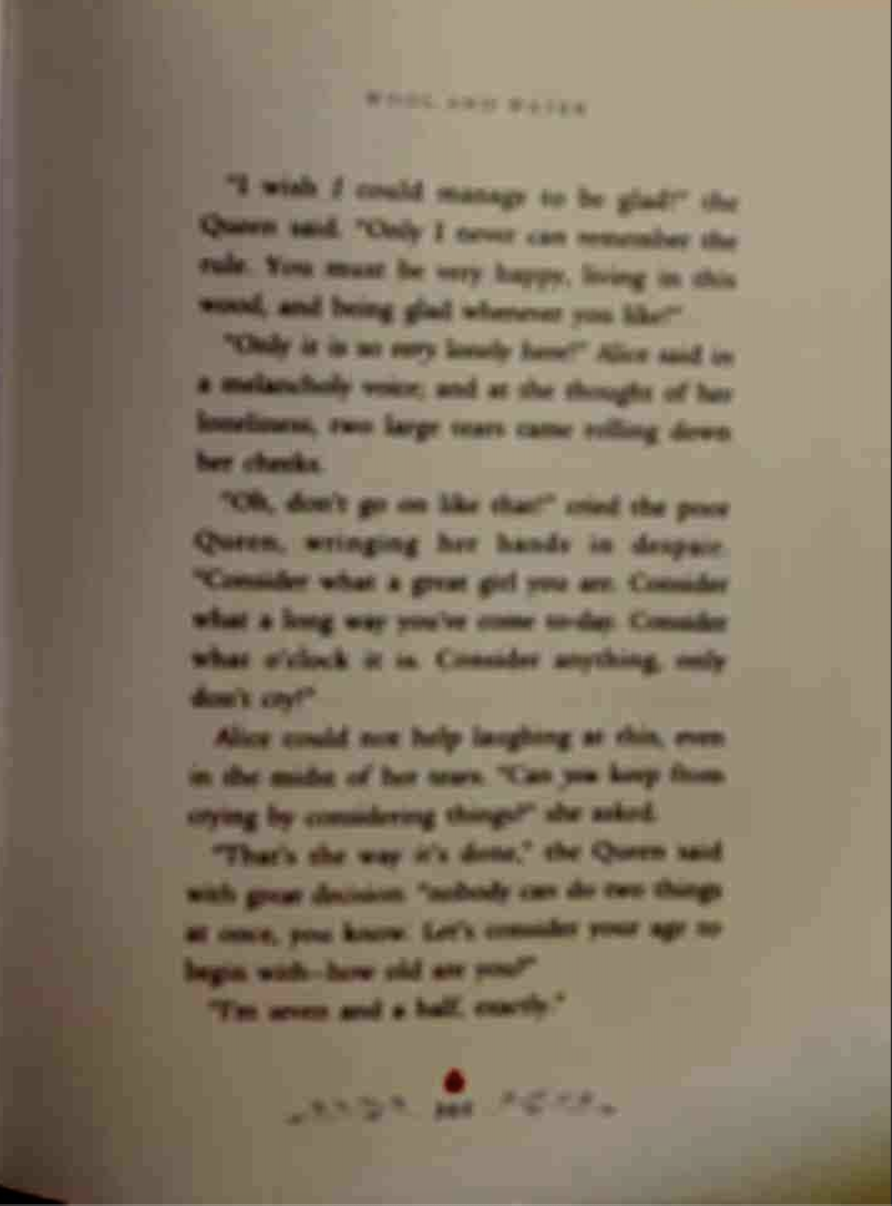 WOOL AND WATER
"I wish I could manage to be glad!" the
Queen said. "Only I never can remember the
rule. You must be very happy, living in this
wood, and being glad whenever you like!"
"Only it is so very lonely here!" Alice said in
a melancholy voice; and at the thought of her
loneliness, two large tears came rolling down
her cheeks.
"Oh, don't go on like that!" cried the poor
Queen, wringing her hands in despair.
"Consider what a great girl you are. Consider
what a long way you've come to-day. Consider
what o'clock it is. Consider anything, only
don't cry!"
Alice could not help laughing at this, even
in the midst of her tears. "Can you keep from
crying by considering things?" she asked.
"That's the way it's done," the Queen said
with great decision: "nobody can do two things
at once, you know. Let's consider your age to
begin with—how old are you?"
"I'm seven and a half, exactly."